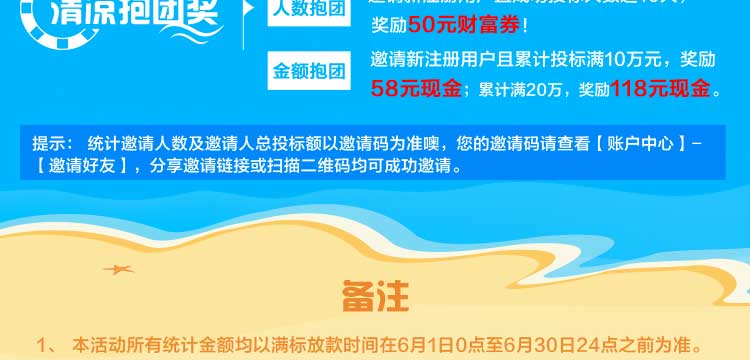 清凉抱团奖
人数抱团
奖励50元财富券！
金额抱团
邀请新注册用户且累计投标满10万元，奖励
58元现金；累计满20万，奖励118元现金。
提示： 统计邀请人数及邀请人总投标额以邀请码为准噢，您的邀请码请查看【账户中心】-
【邀请好友】，分享邀请链接或扫描二维码均可成功邀请。
备注
1、 本活动所有统计金额均以满标放款时间在6月1日0点至6月30日24点之前为准。